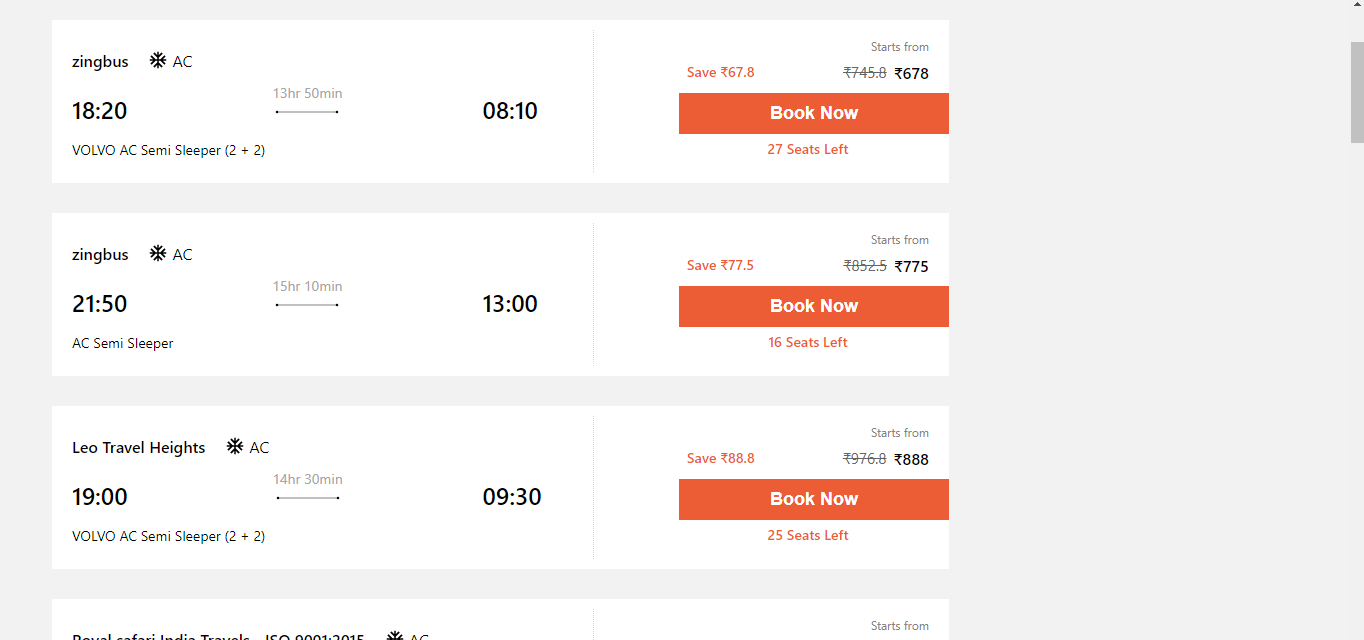 zingbus AC
Starts from
Save ₹67.8 ₹745.8 ₹678
13hr 50min
18:20 08:10
Book Now
VOLVO AC Semi Sleeper (2 + 2)
27 Seats Left
zingbus AC
Starts from
Save ₹77.5 ₹852.5 ₹775
15hr 10min
21:50 13:00
Book Now
AC Semi Sleeper
16 Seats Left
Leo Travel Heights AC
Starts from
Save ₹88.8 ₹976.8 ₹888
14hr 30min
19:00 09:30
Book Now
VOLVO AC Semi Sleeper (2 + 2)
25 Seats Left
Royal safari India Travels - ISO 9001:2015 AC
Starts from